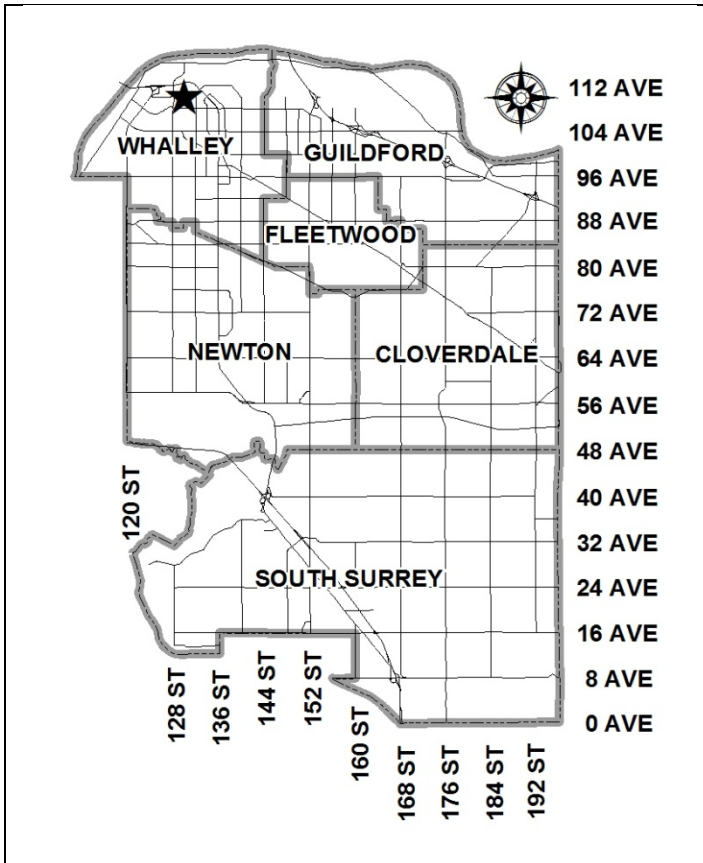 112 AVE
104 AVE
WHALLEY
GUILDFORD
96 AVE
88 AVE
FLEETWOOD
80 AVE
72 AVE
NEWTON
CLOVERDALE
64 AVE
56 AVE
48 AVE
120 ST
40 AVE
32 AVE
SOUTH SURREY
24 AVE
16 AVE
8 AVE
0 AVE
128 ST
136 ST
144 ST
152 ST
160 ST
168 ST
176 ST
184 ST
192 ST